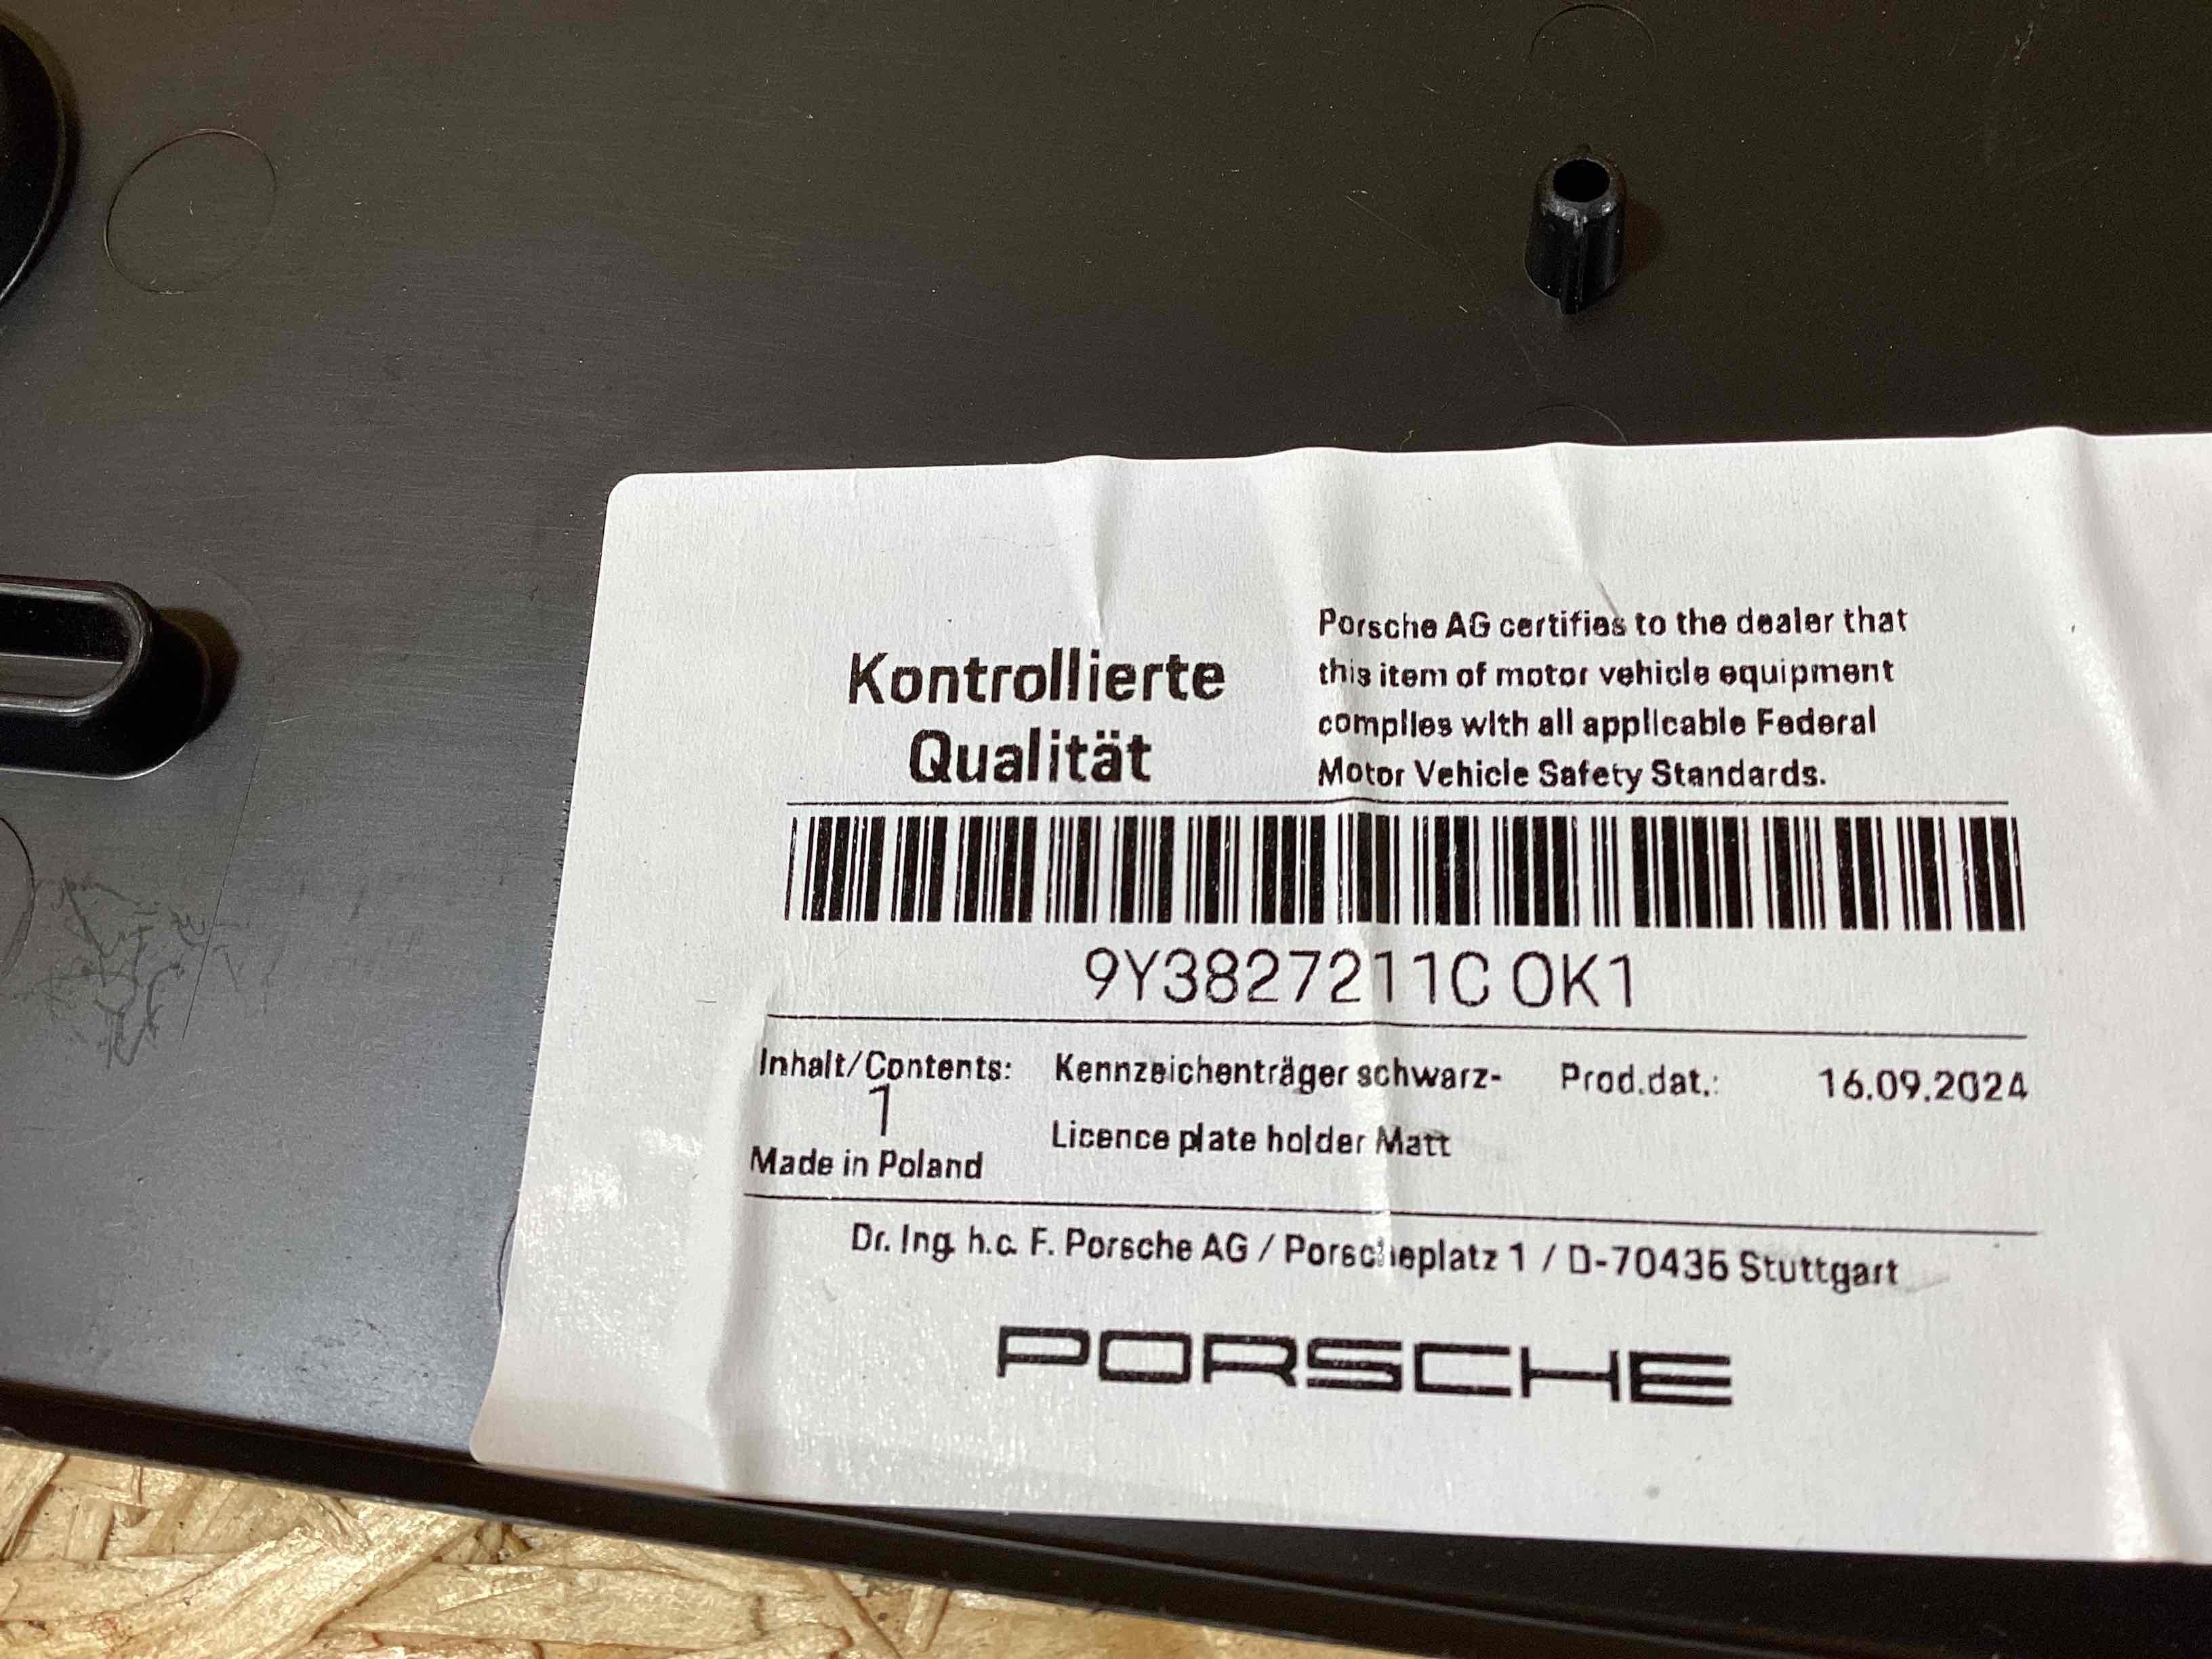 Kontrollierte
Qualität
Porsche AG certifies to the dealer that
this item of motor vehicle equipment
complies with all applicable Federal
Motor Vehicle Safety Standards.
9Y3827211C OK1
Inhalt/Contents:
1
Made in Poland
Kennzeichenträger schwarz-
Licence plate holder Matt
Prod.dat.: 16.09.2024
Dr. Ing. h.c. F. Porsche AG / Porscheplatz 1 / D-70435 Stuttgart
PORSCHE